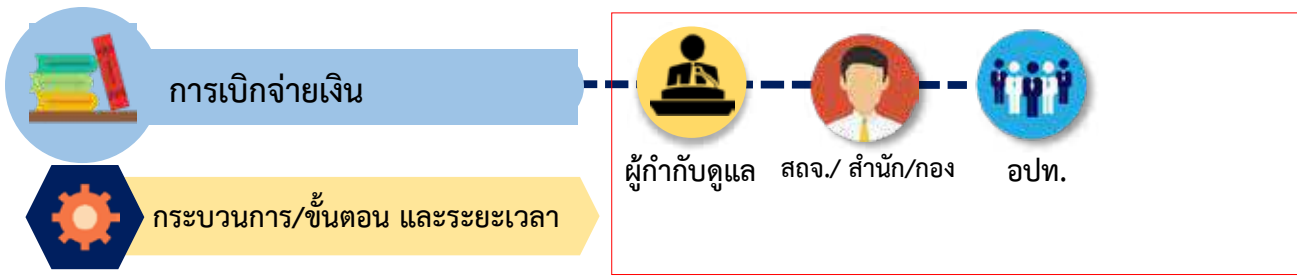 การเบิกจ่ายเงิน
ผู้กำกับดูแล
สถจ./ สำนัก/กอง
อปท.
กระบวนการ/ขั้นตอน และระยะเวลา